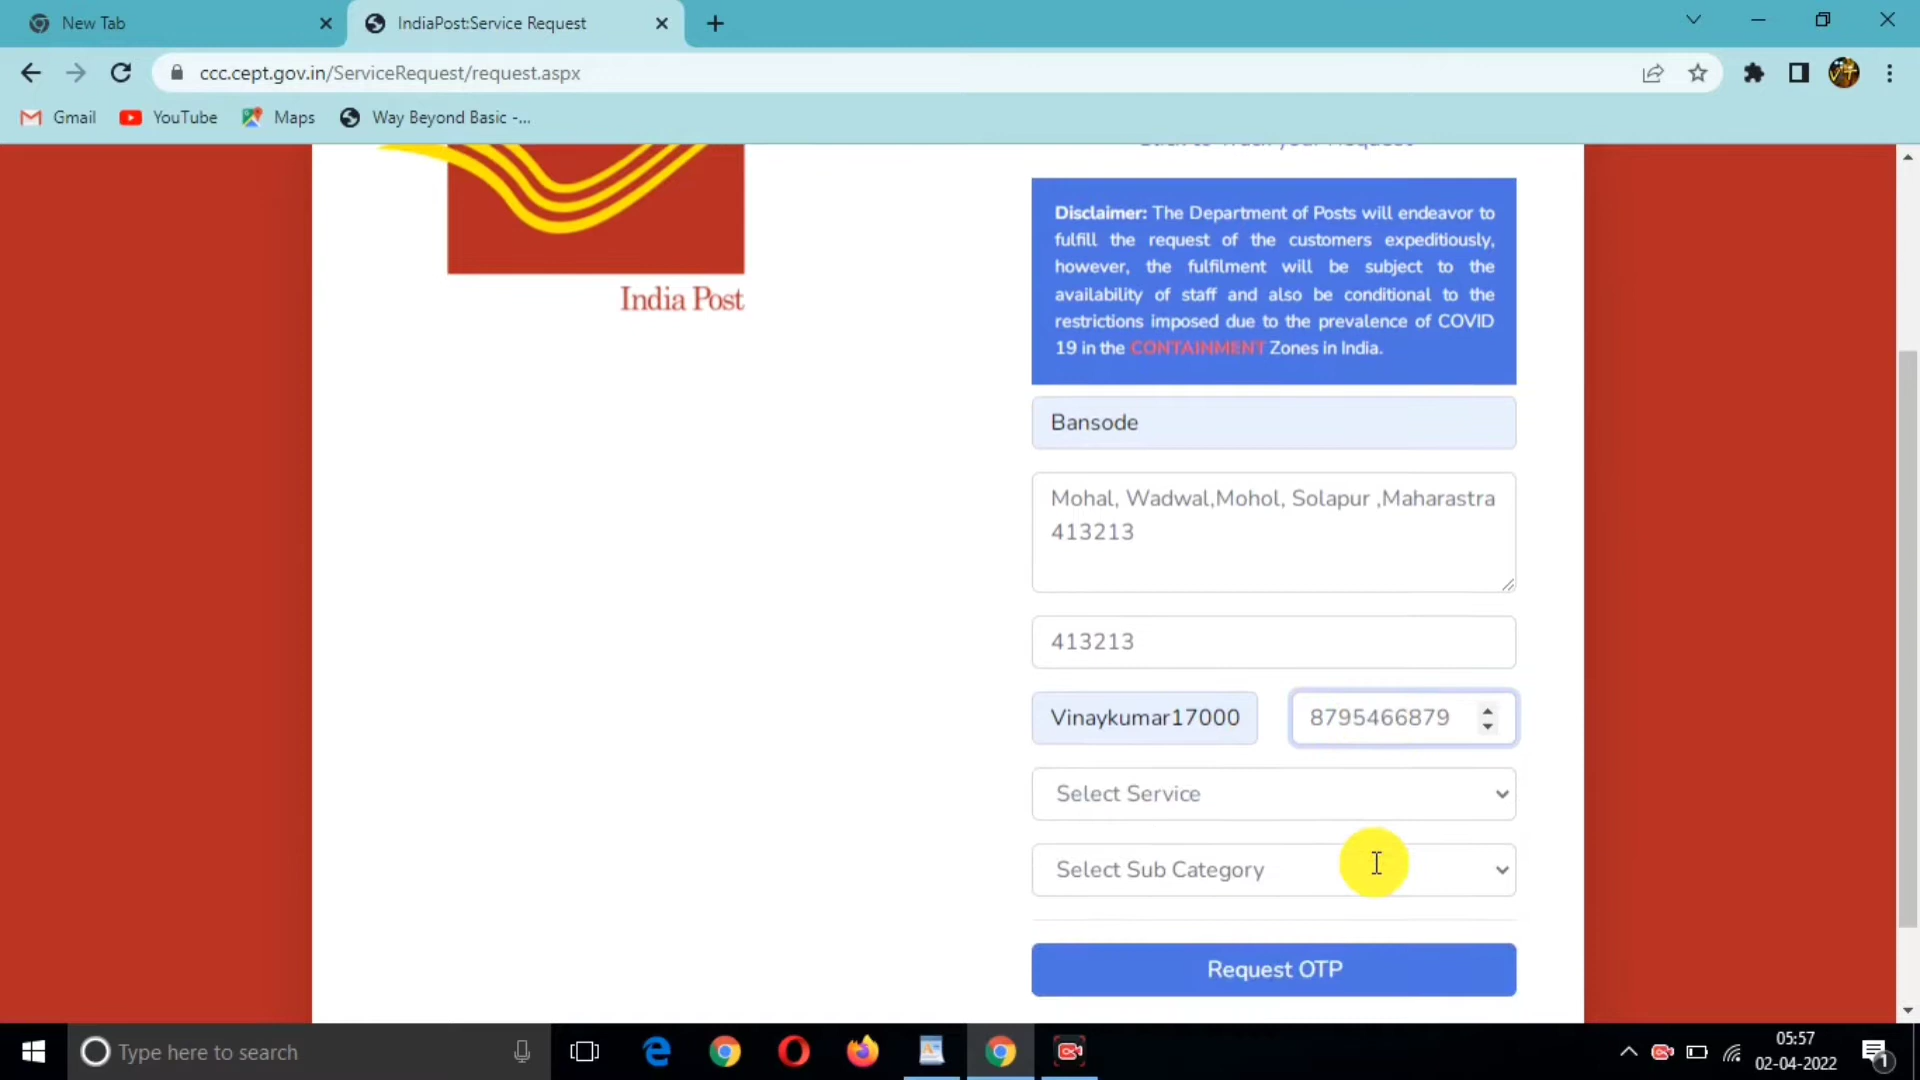 New Tab
IndiaPost:Service Request
ccc.cept.gov.in/ServiceRequest/request.aspx
Gmail
YouTube
Maps
Way Beyond Basic -...
India Post
Disclaimer: The Department of Posts will endeavor to
fulfill the request of the customers expeditiously,
however, the fulfilment will be subject to the
availability of staff and also be conditional to the
restrictions imposed due to the prevalence of COVID
19 in the CONTAINMENT Zones in India.
Bansode
Mohal, Wadwal,Mohol, Solapur ,Maharastra
413213
413213
Vinaykumar17000
8795466879
Select Service
Select Sub Category
Request OTP
Type here to search
05:57
02-04-2022
1